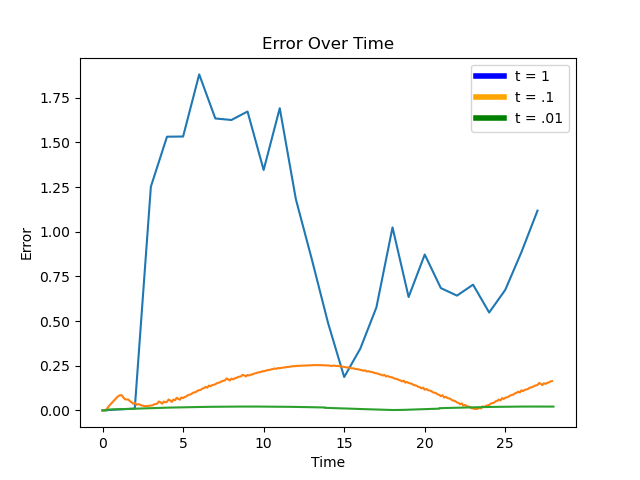 Error Over Time
t = 1
t = .1
t = .01
Error
1.75
1.50
1.25
1.00
0.75
0.50
0.25
0.00
0 5 10 15 20 25
Time